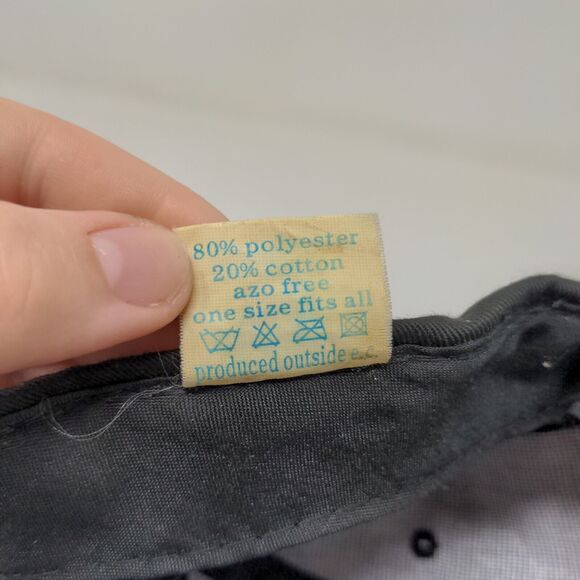 80% polyester
20% cotton
azo free
one size fits all
produced outside e.c.